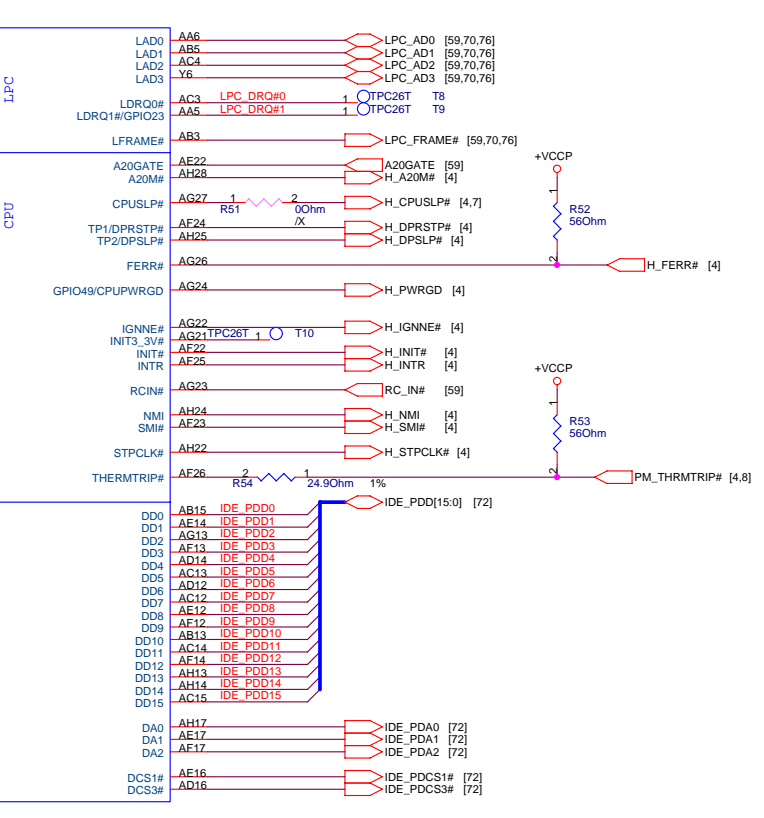 LPC
LAD0 AA6 LPC_AD0 [59,70,76]
LAD1 AB5 LPC_AD1 [59,70,76]
LAD2 AC4 LPC_AD2 [59,70,76]
LAD3 Y6 LPC_AD3 [59,70,76]
LDRQ0# AC3 LPC_DRQ#0 1 TPC26T T8
LDRQ1#/GPIO23 AA5 LPC_DRQ#1 1 TPC26T T9
LFRAME# AB3 LPC_FRAME# [59,70,76]
CPU
+VCCP
A20GATE AE22 A20GATE [59]
A20M# AH28 H_A20M# [4]
1
CPUSLP# AG27 1 2 H_CPUSLP# [4,7]
R51 0Ohm
/X
R52
56Ohm
TP1/DPRSTP# AF24 H_DPRSTP# [4]
TP2/DPSLP# AH25 H_DPSLP# [4]
2
FERR# AG26 H_FERR# [4]
GPIO49/CPUPWRGD AG24 H_PWRGD [4]
IGNNE# AG22 H_IGNNE# [4]
INIT3_3V# AG21 TPC26T 1 T10
INIT# AF22 H_INIT# [4]
INTR AF25 H_INTR [4]
+VCCP
RCIN# AG23 RC_IN# [59]
1
NMI AH24 H_NMI [4]
SMI# AF23 H_SMI# [4]
R53
56Ohm
STPCLK# AH22 H_STPCLK# [4]
2
THERMTRIP# AF26 2 1 PM_THRMTRIP# [4,8]
R54 24.9Ohm 1%
IDE_PDD[15:0] [72]
DD0 AB15 IDE_PDD0
DD1 AE14 IDE_PDD1
DD2 AG13 IDE_PDD2
DD3 AF13 IDE_PDD3
DD4 AD14 IDE_PDD4
DD5 AC13 IDE_PDD5
DD6 AD12 IDE_PDD6
DD7 AC12 IDE_PDD7
DD8 AE12 IDE_PDD8
DD9 AF12 IDE_PDD9
DD10 AB13 IDE_PDD10
DD11 AC14 IDE_PDD11
DD12 AF14 IDE_PDD12
DD13 AH13 IDE_PDD13
DD14 AH14 IDE_PDD14
DD15 AC15 IDE_PDD15
DA0 AH17 IDE_PDA0 [72]
DA1 AE17 IDE_PDA1 [72]
DA2 AF17 IDE_PDA2 [72]
DCS1# AE16 IDE_PDCS1# [72]
DCS3# AD16 IDE_PDCS3# [72]